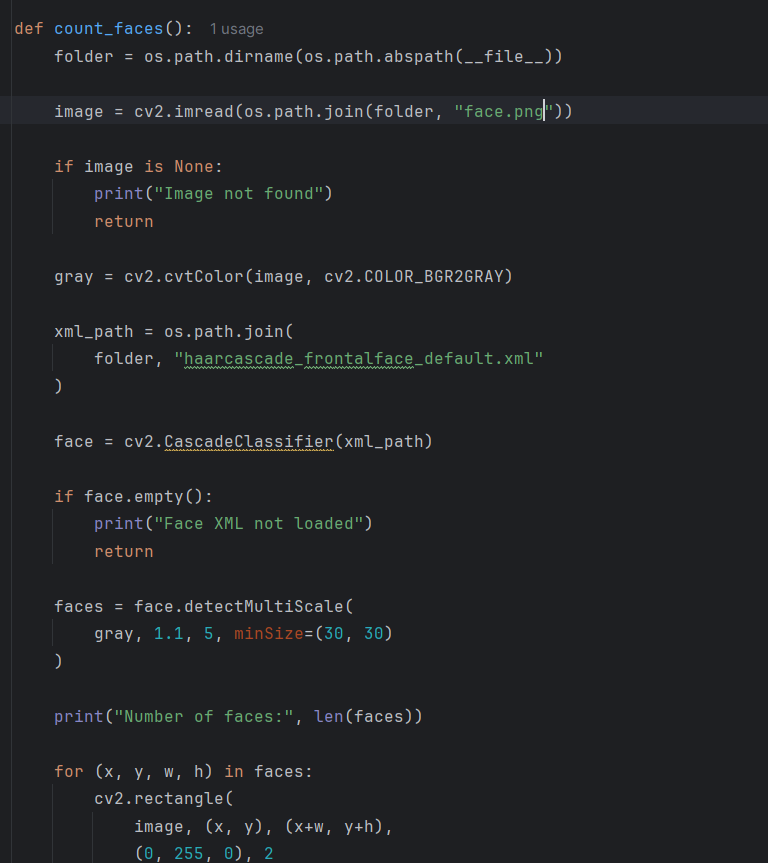 def count_faces():  1 usage
    folder = os.path.dirname(os.path.abspath(__file__))
    image = cv2.imread(os.path.join(folder, "face.png"))
    if image is None:
        print("Image not found")
        return
    gray = cv2.cvtColor(image, cv2.COLOR_BGR2GRAY)
    xml_path = os.path.join(
        folder, "haarcascade_frontalface_default.xml"
    )
    face = cv2.CascadeClassifier(xml_path)
    if face.empty():
        print("Face XML not loaded")
        return
    faces = face.detectMultiScale(
        gray, 1.1, 5, minSize=(30, 30)
    )
    print("Number of faces:", len(faces))
    for (x, y, w, h) in faces:
        cv2.rectangle(
            image, (x, y), (x+w, y+h),
            (0, 255, 0), 2